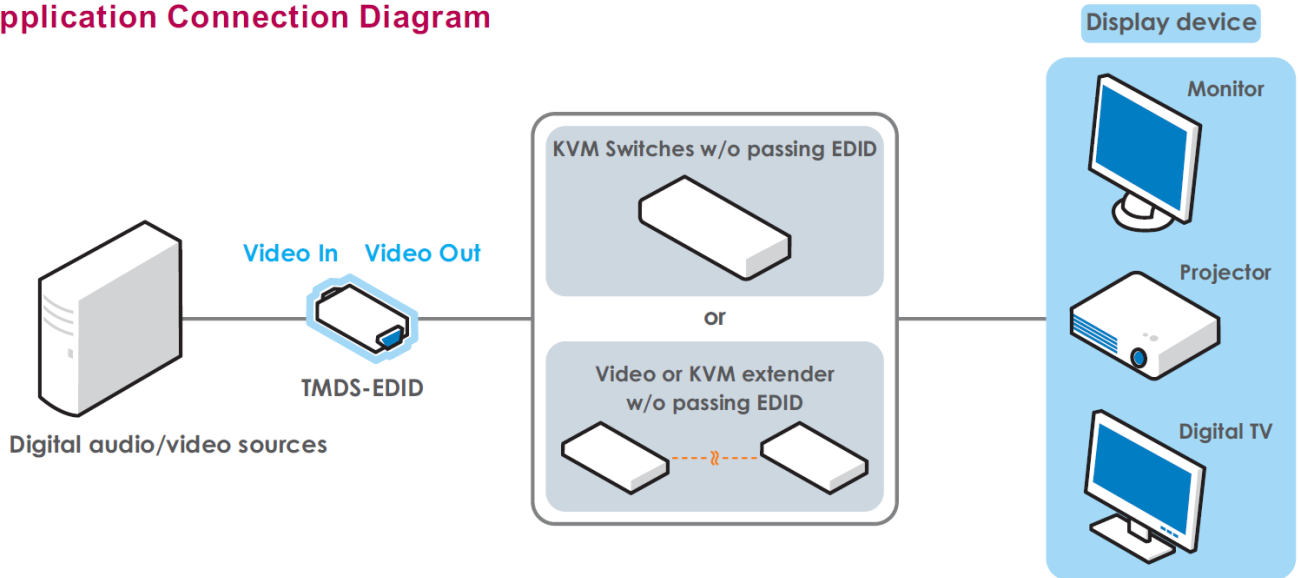 pplication Connection Diagram
Display device
Monitor
KVM Switches w/o passing EDID
Video In Video Out
Projector
or
TMDS-EDID
Video or KVM extender
w/o passing EDID
Digital TV
Digital audio/video sources